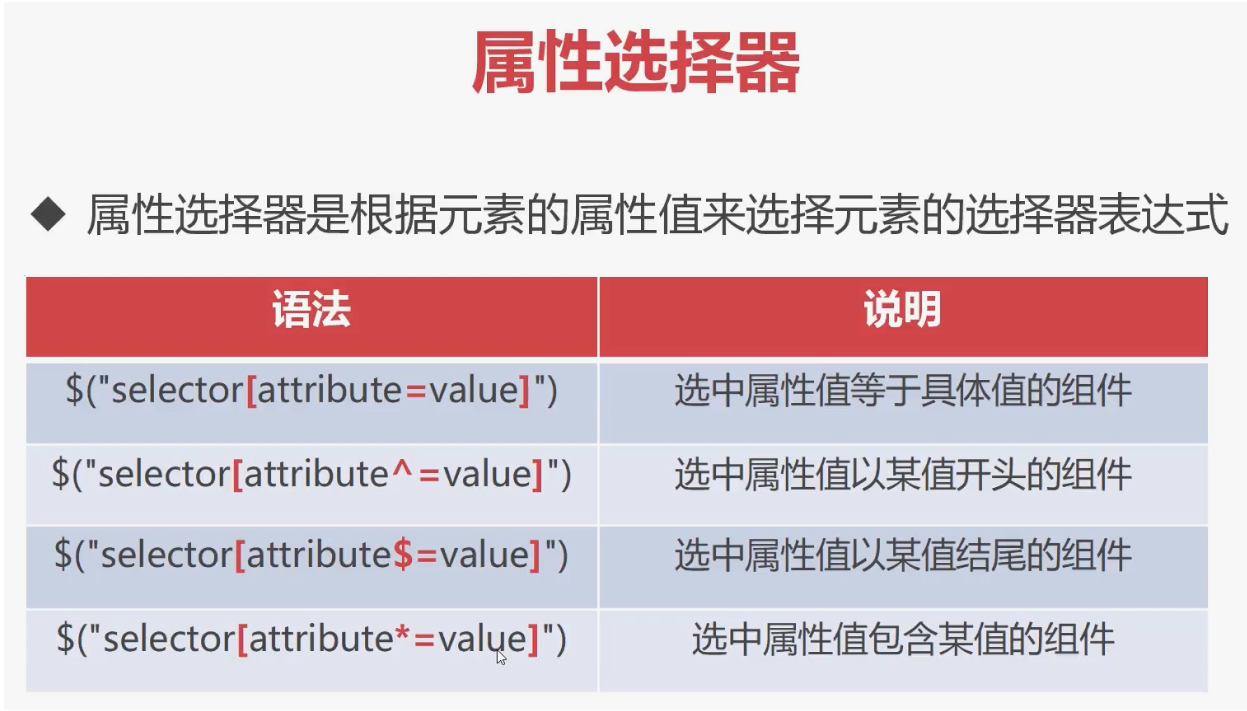 属性选择器
◆ 属性选择器是根据元素的属性值来选择元素的选择器表达式
语法 说明
$("selector[attribute=value]") 选中属性值等于具体值的组件
$("selector[attribute^=value]") 选中属性值以某值开头的组件
$("selector[attribute$=value]") 选中属性值以某值结尾的组件
$("selector[attribute*=value]") 选中属性值包含某值的组件